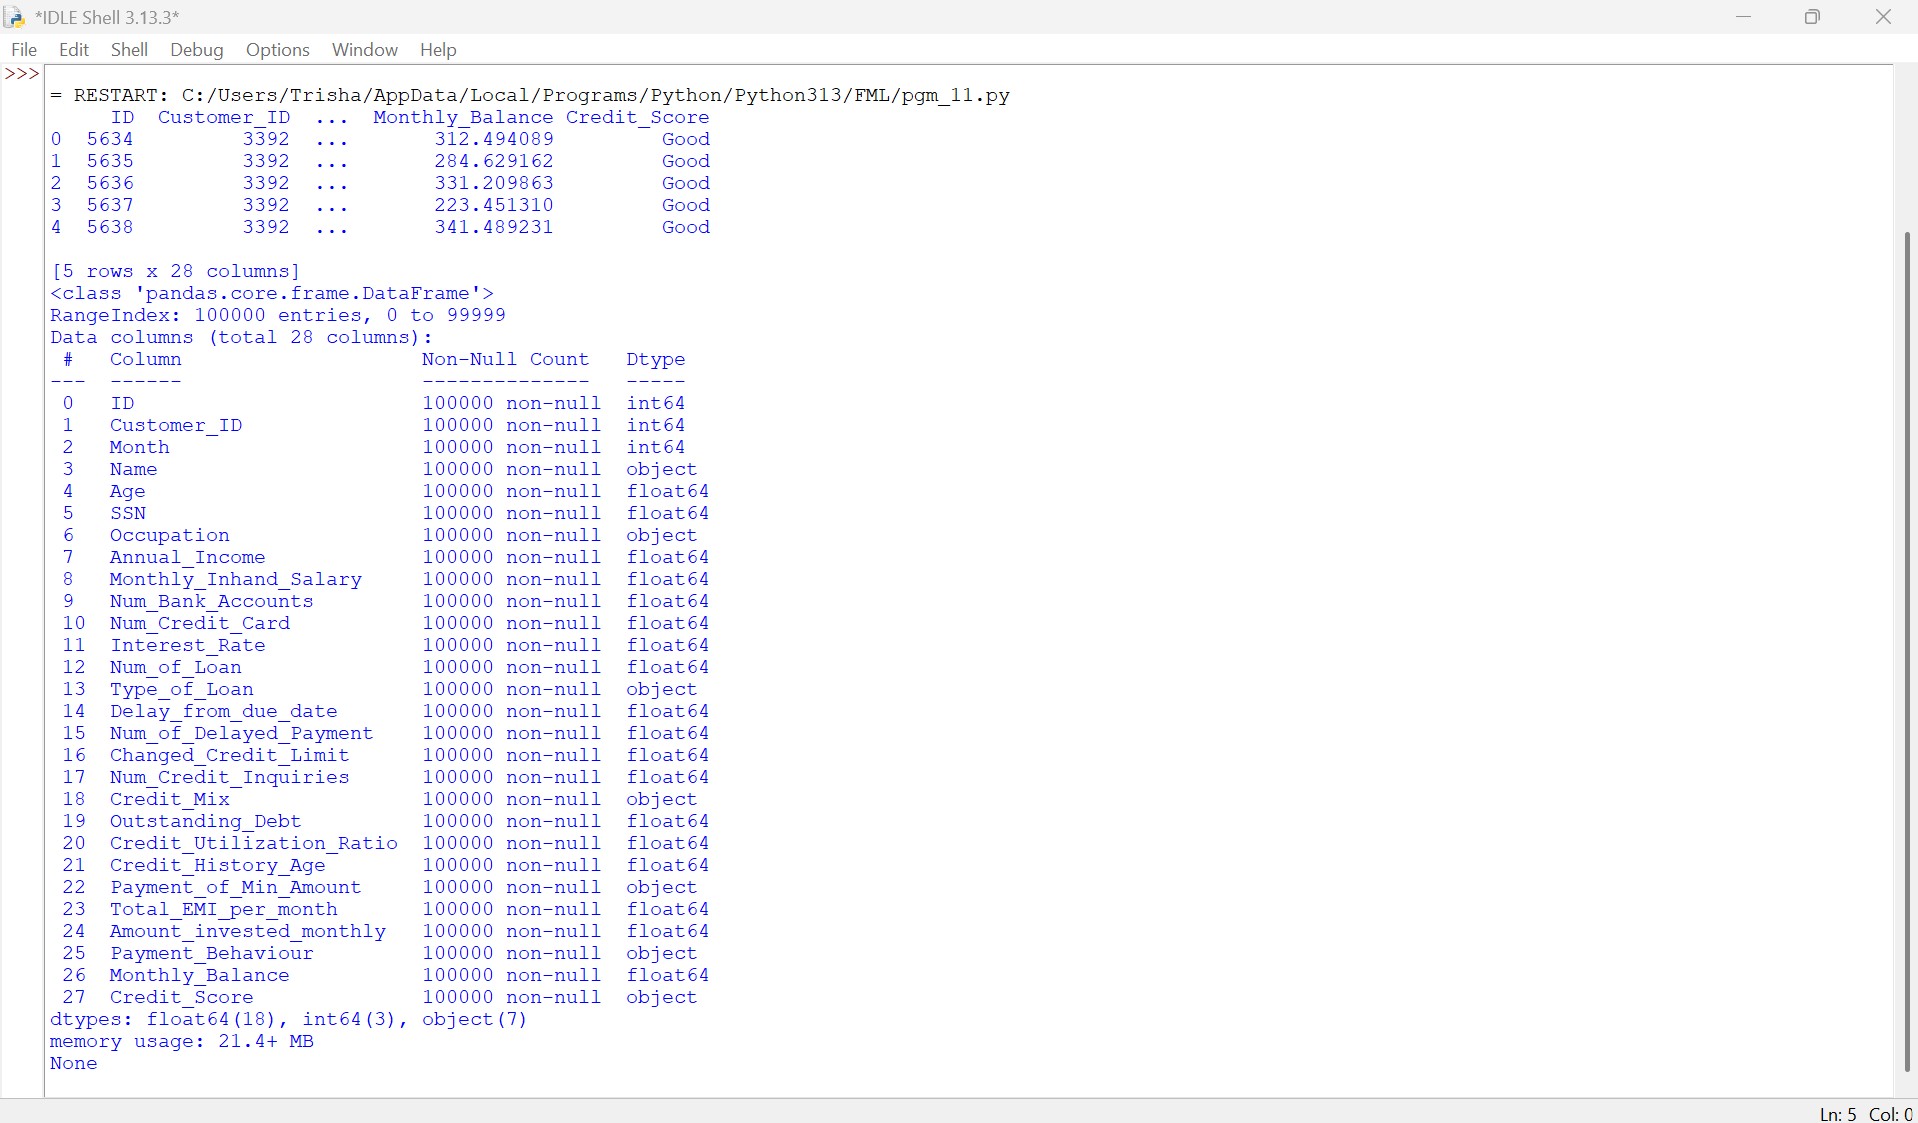 *IDLE Shell 3.13.3*
File Edit Shell Debug Options Window Help
>>>
= RESTART: C:/Users/Trisha/AppData/Local/Programs/Python/Python313/FML/pgm_11.py
     ID  Customer_ID  ...  Monthly_Balance Credit_Score
0  5634         3392  ...       312.494089         Good
1  5635         3392  ...       284.629162         Good
2  5636         3392  ...       331.209863         Good
3  5637         3392  ...       223.451310         Good
4  5638         3392  ...       341.489231         Good
[5 rows x 28 columns]
<class 'pandas.core.frame.DataFrame'>
RangeIndex: 100000 entries, 0 to 99999
Data columns (total 28 columns):
 #   Column                    Non-Null Count   Dtype
---  ------                    --------------   -----
 0   ID                        100000 non-null  int64
 1   Customer_ID               100000 non-null  int64
 2   Month                     100000 non-null  int64
 3   Name                      100000 non-null  object
 4   Age                       100000 non-null  float64
 5   SSN                       100000 non-null  float64
 6   Occupation                100000 non-null  object
 7   Annual_Income             100000 non-null  float64
 8   Monthly_Inhand_Salary     100000 non-null  float64
 9   Num_Bank_Accounts         100000 non-null  float64
 10  Num_Credit_Card           100000 non-null  float64
 11  Interest_Rate             100000 non-null  float64
 12  Num_of_Loan               100000 non-null  float64
 13  Type_of_Loan              100000 non-null  object
 14  Delay_from_due_date       100000 non-null  float64
 15  Num_of_Delayed_Payment    100000 non-null  float64
 16  Changed_Credit_Limit      100000 non-null  float64
 17  Num_Credit_Inquiries      100000 non-null  float64
 18  Credit_Mix                100000 non-null  object
 19  Outstanding_Debt          100000 non-null  float64
 20  Credit_Utilization_Ratio  100000 non-null  float64
 21  Credit_History_Age        100000 non-null  float64
 22  Payment_of_Min_Amount     100000 non-null  object
 23  Total_EMI_per_month       100000 non-null  float64
 24  Amount_invested_monthly   100000 non-null  float64
 25  Payment_Behaviour         100000 non-null  object
 26  Monthly_Balance           100000 non-null  float64
 27  Credit_Score              100000 non-null  object
dtypes: float64(18), int64(3), object(7)
memory usage: 21.4+ MB
None
Ln: 5 Col: 0